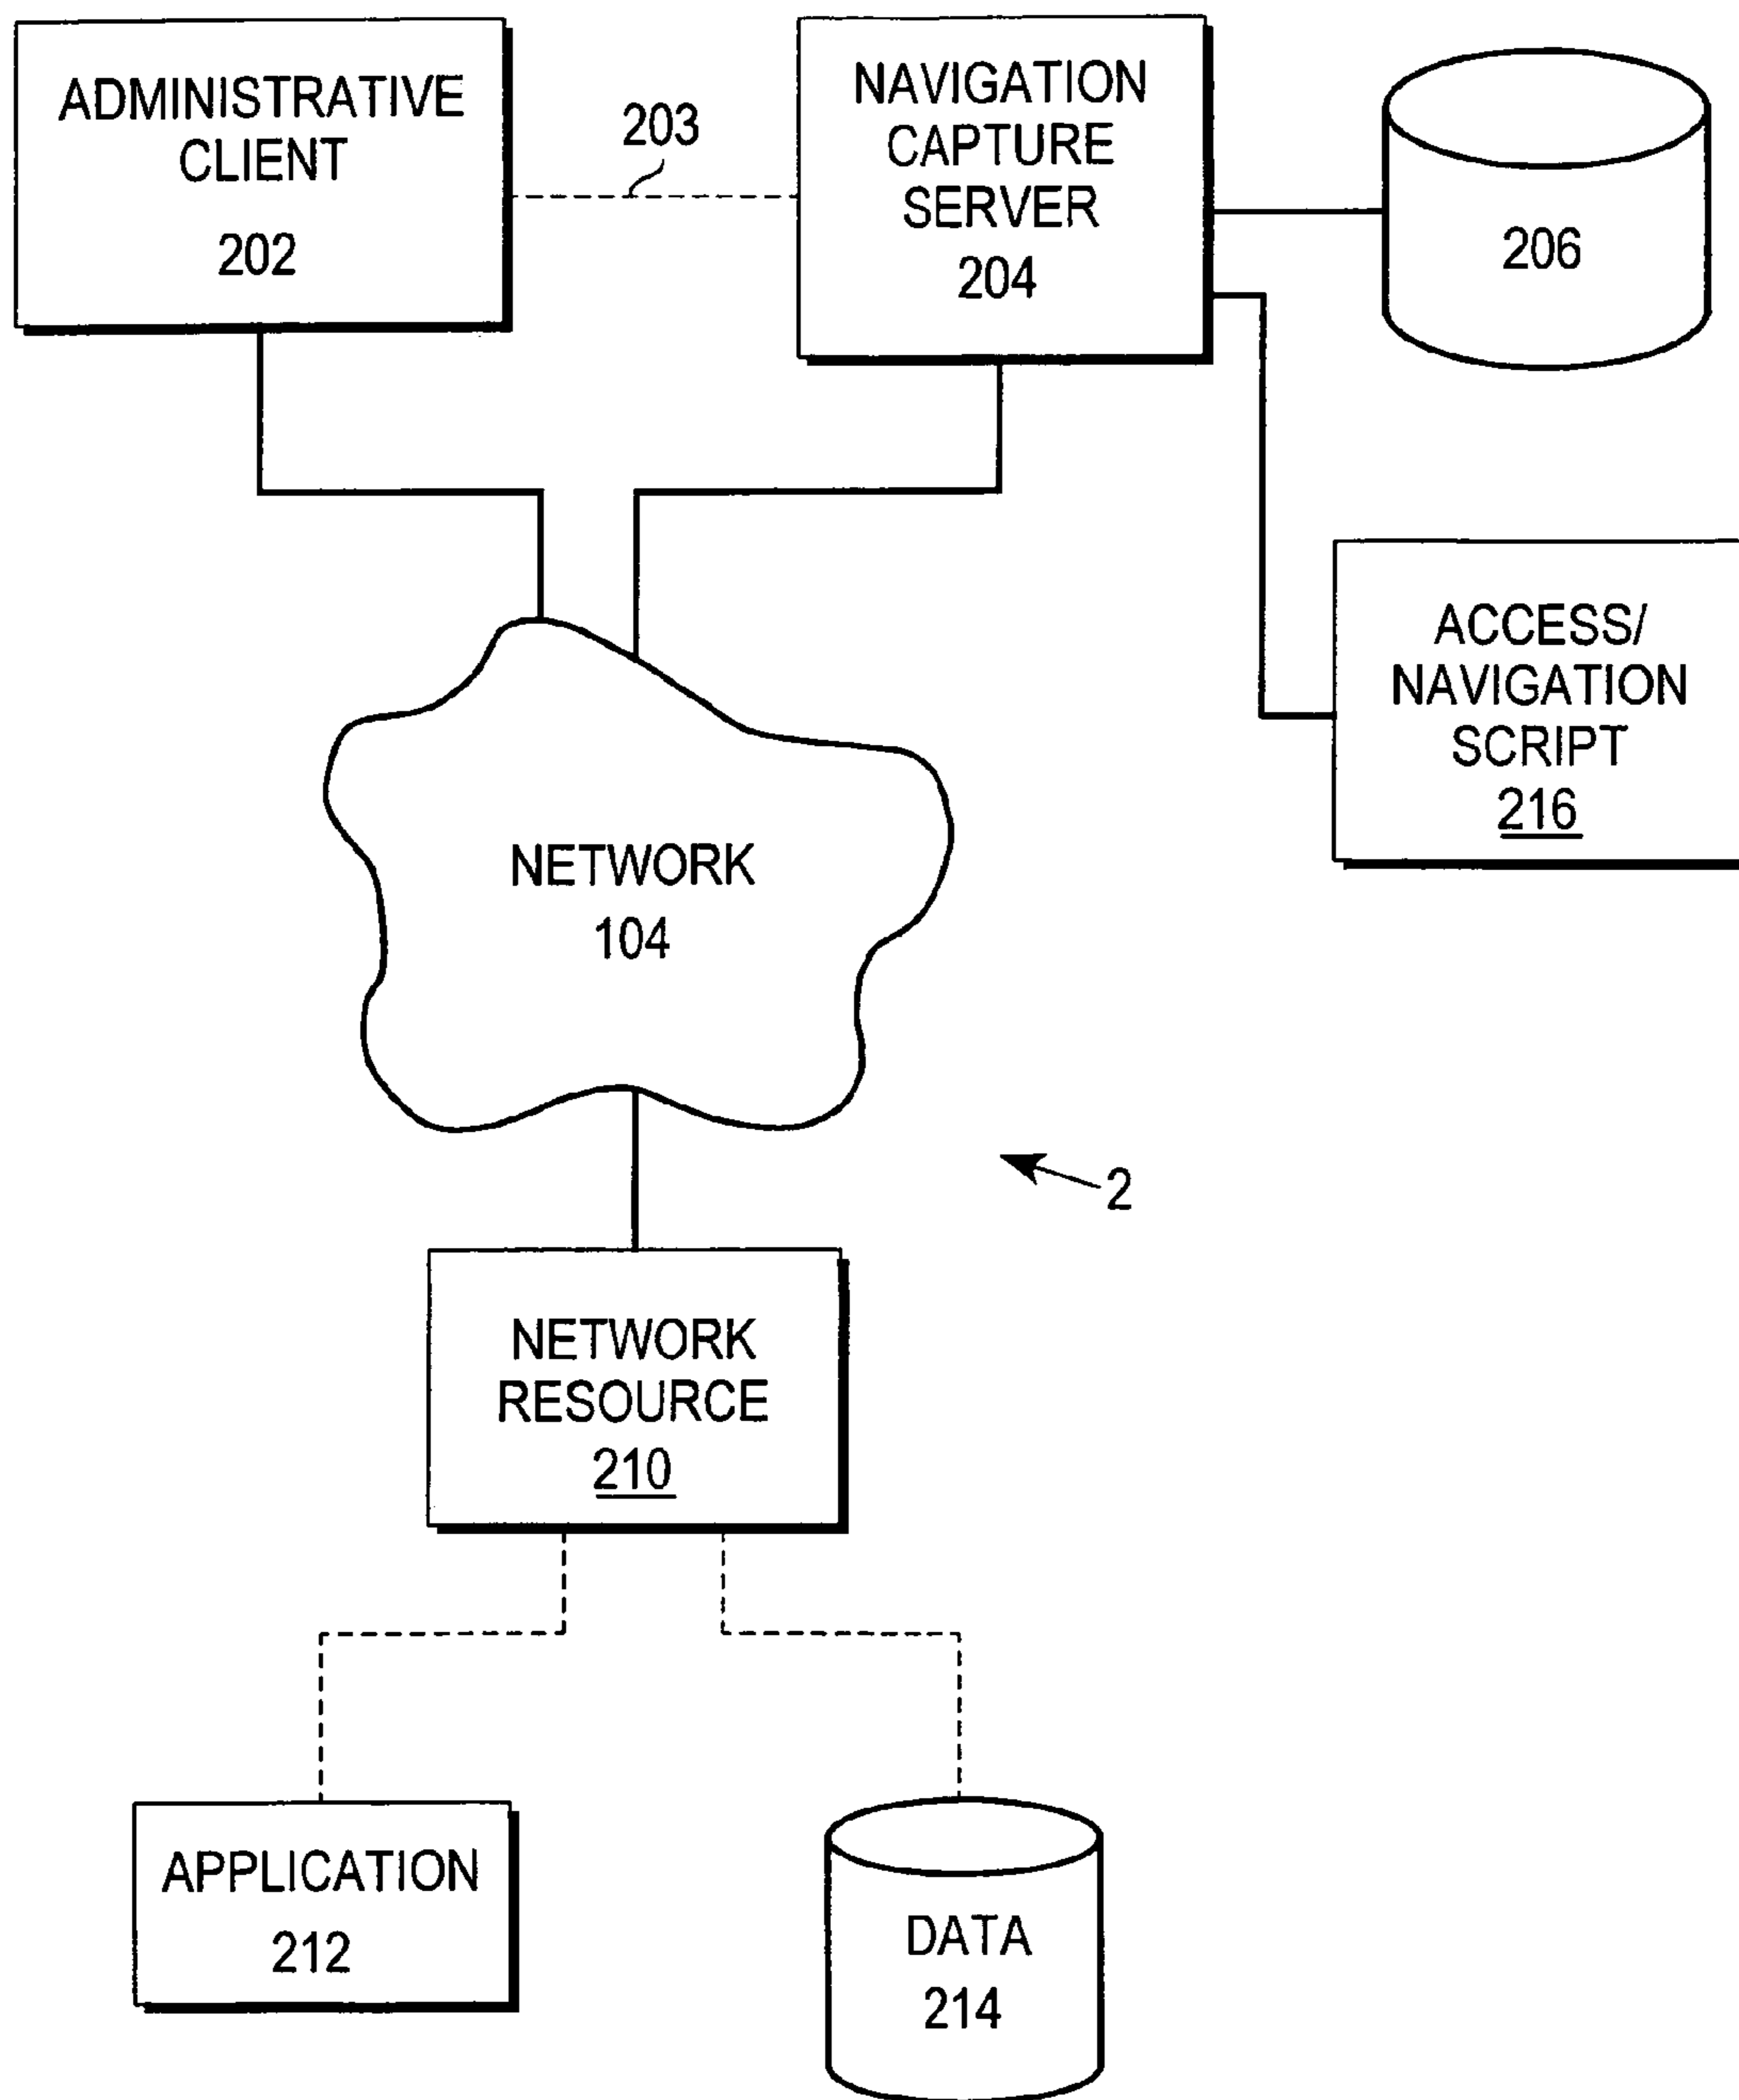 ADMINISTRATIVE
CLIENT
202
203
NAVIGATION
CAPTURE
SERVER
204
206
ACCESS/
NAVIGATION
SCRIPT
216
NETWORK
104
2
NETWORK
RESOURCE
210
APPLICATION
212
DATA
214